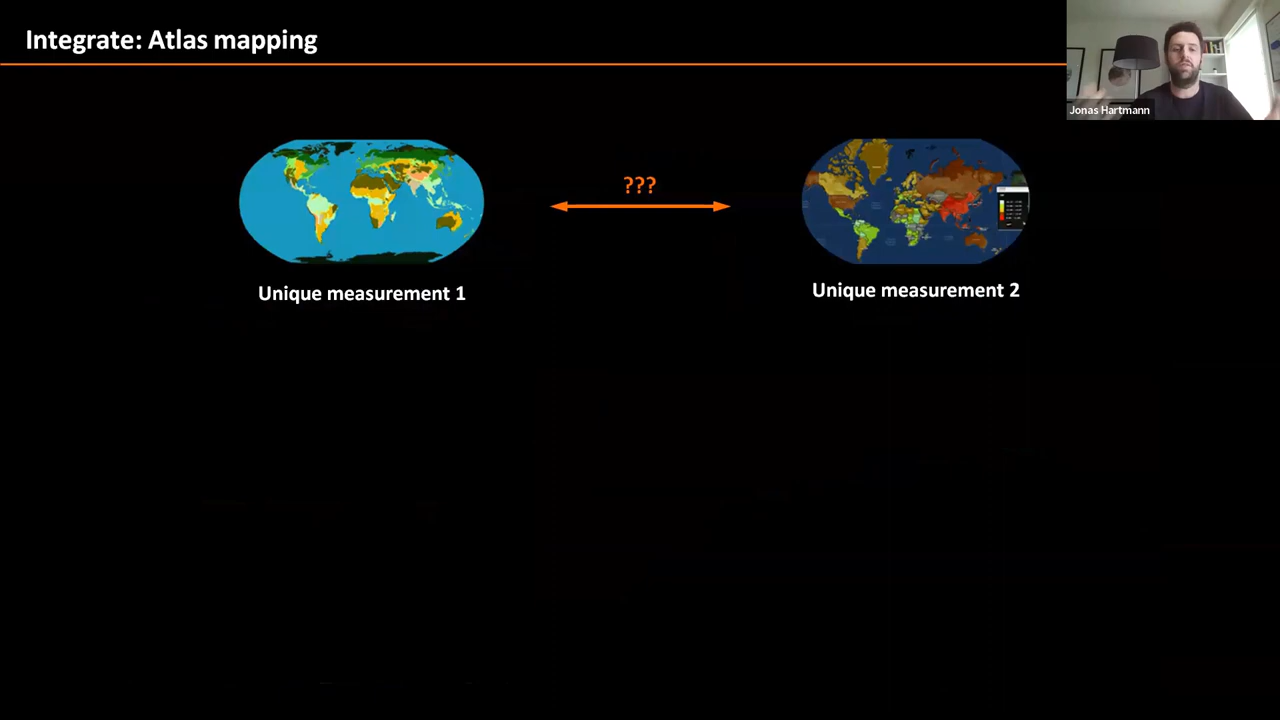 Integrate: Atlas mapping
Jonas Hartmann
???
Unique measurement 1
Unique measurement 2